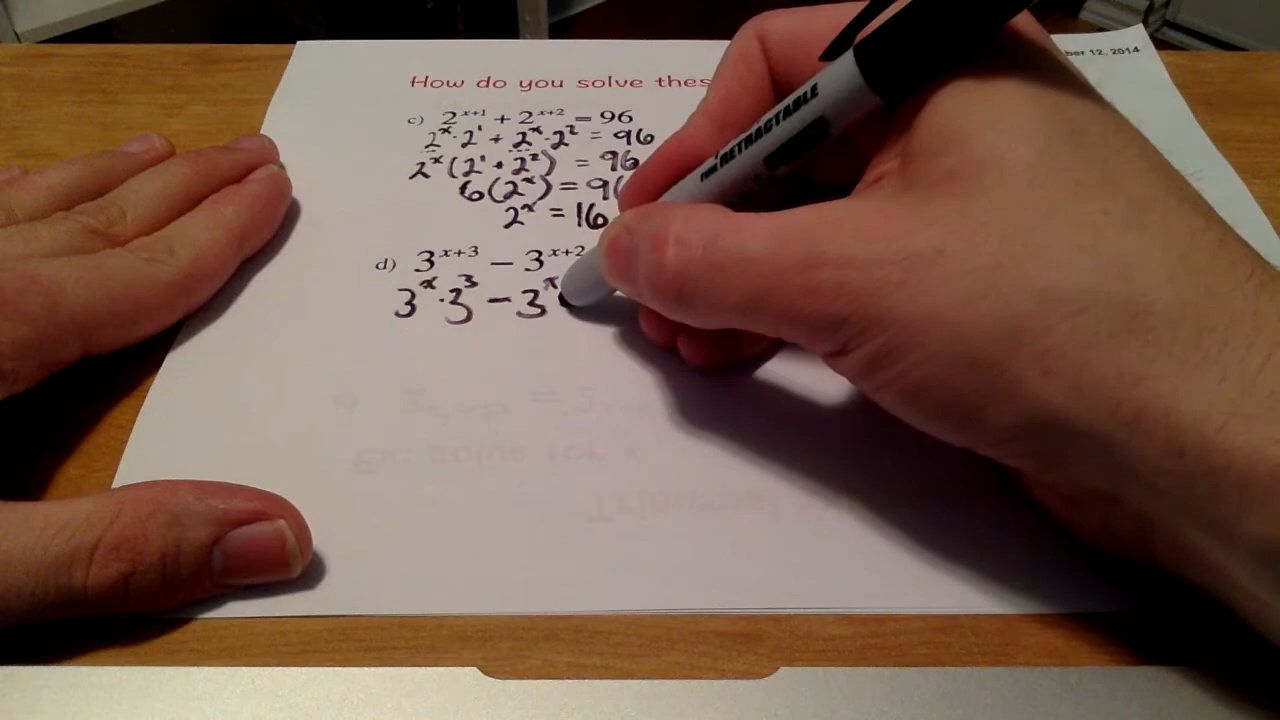 ber 12, 2014
How do you solve thes
c) 2^{x+1} + 2^{x+2} = 96
2^x · 2^1 + 2^x · 2^2 = 96
2^x (2^1 + 2^2) = 96
6(2^x) = 9
2^x = 16
d) 3^{x+3} − 3^{x+2}
3^x · 3^3 − 3^x
FINE RETRACTABLE